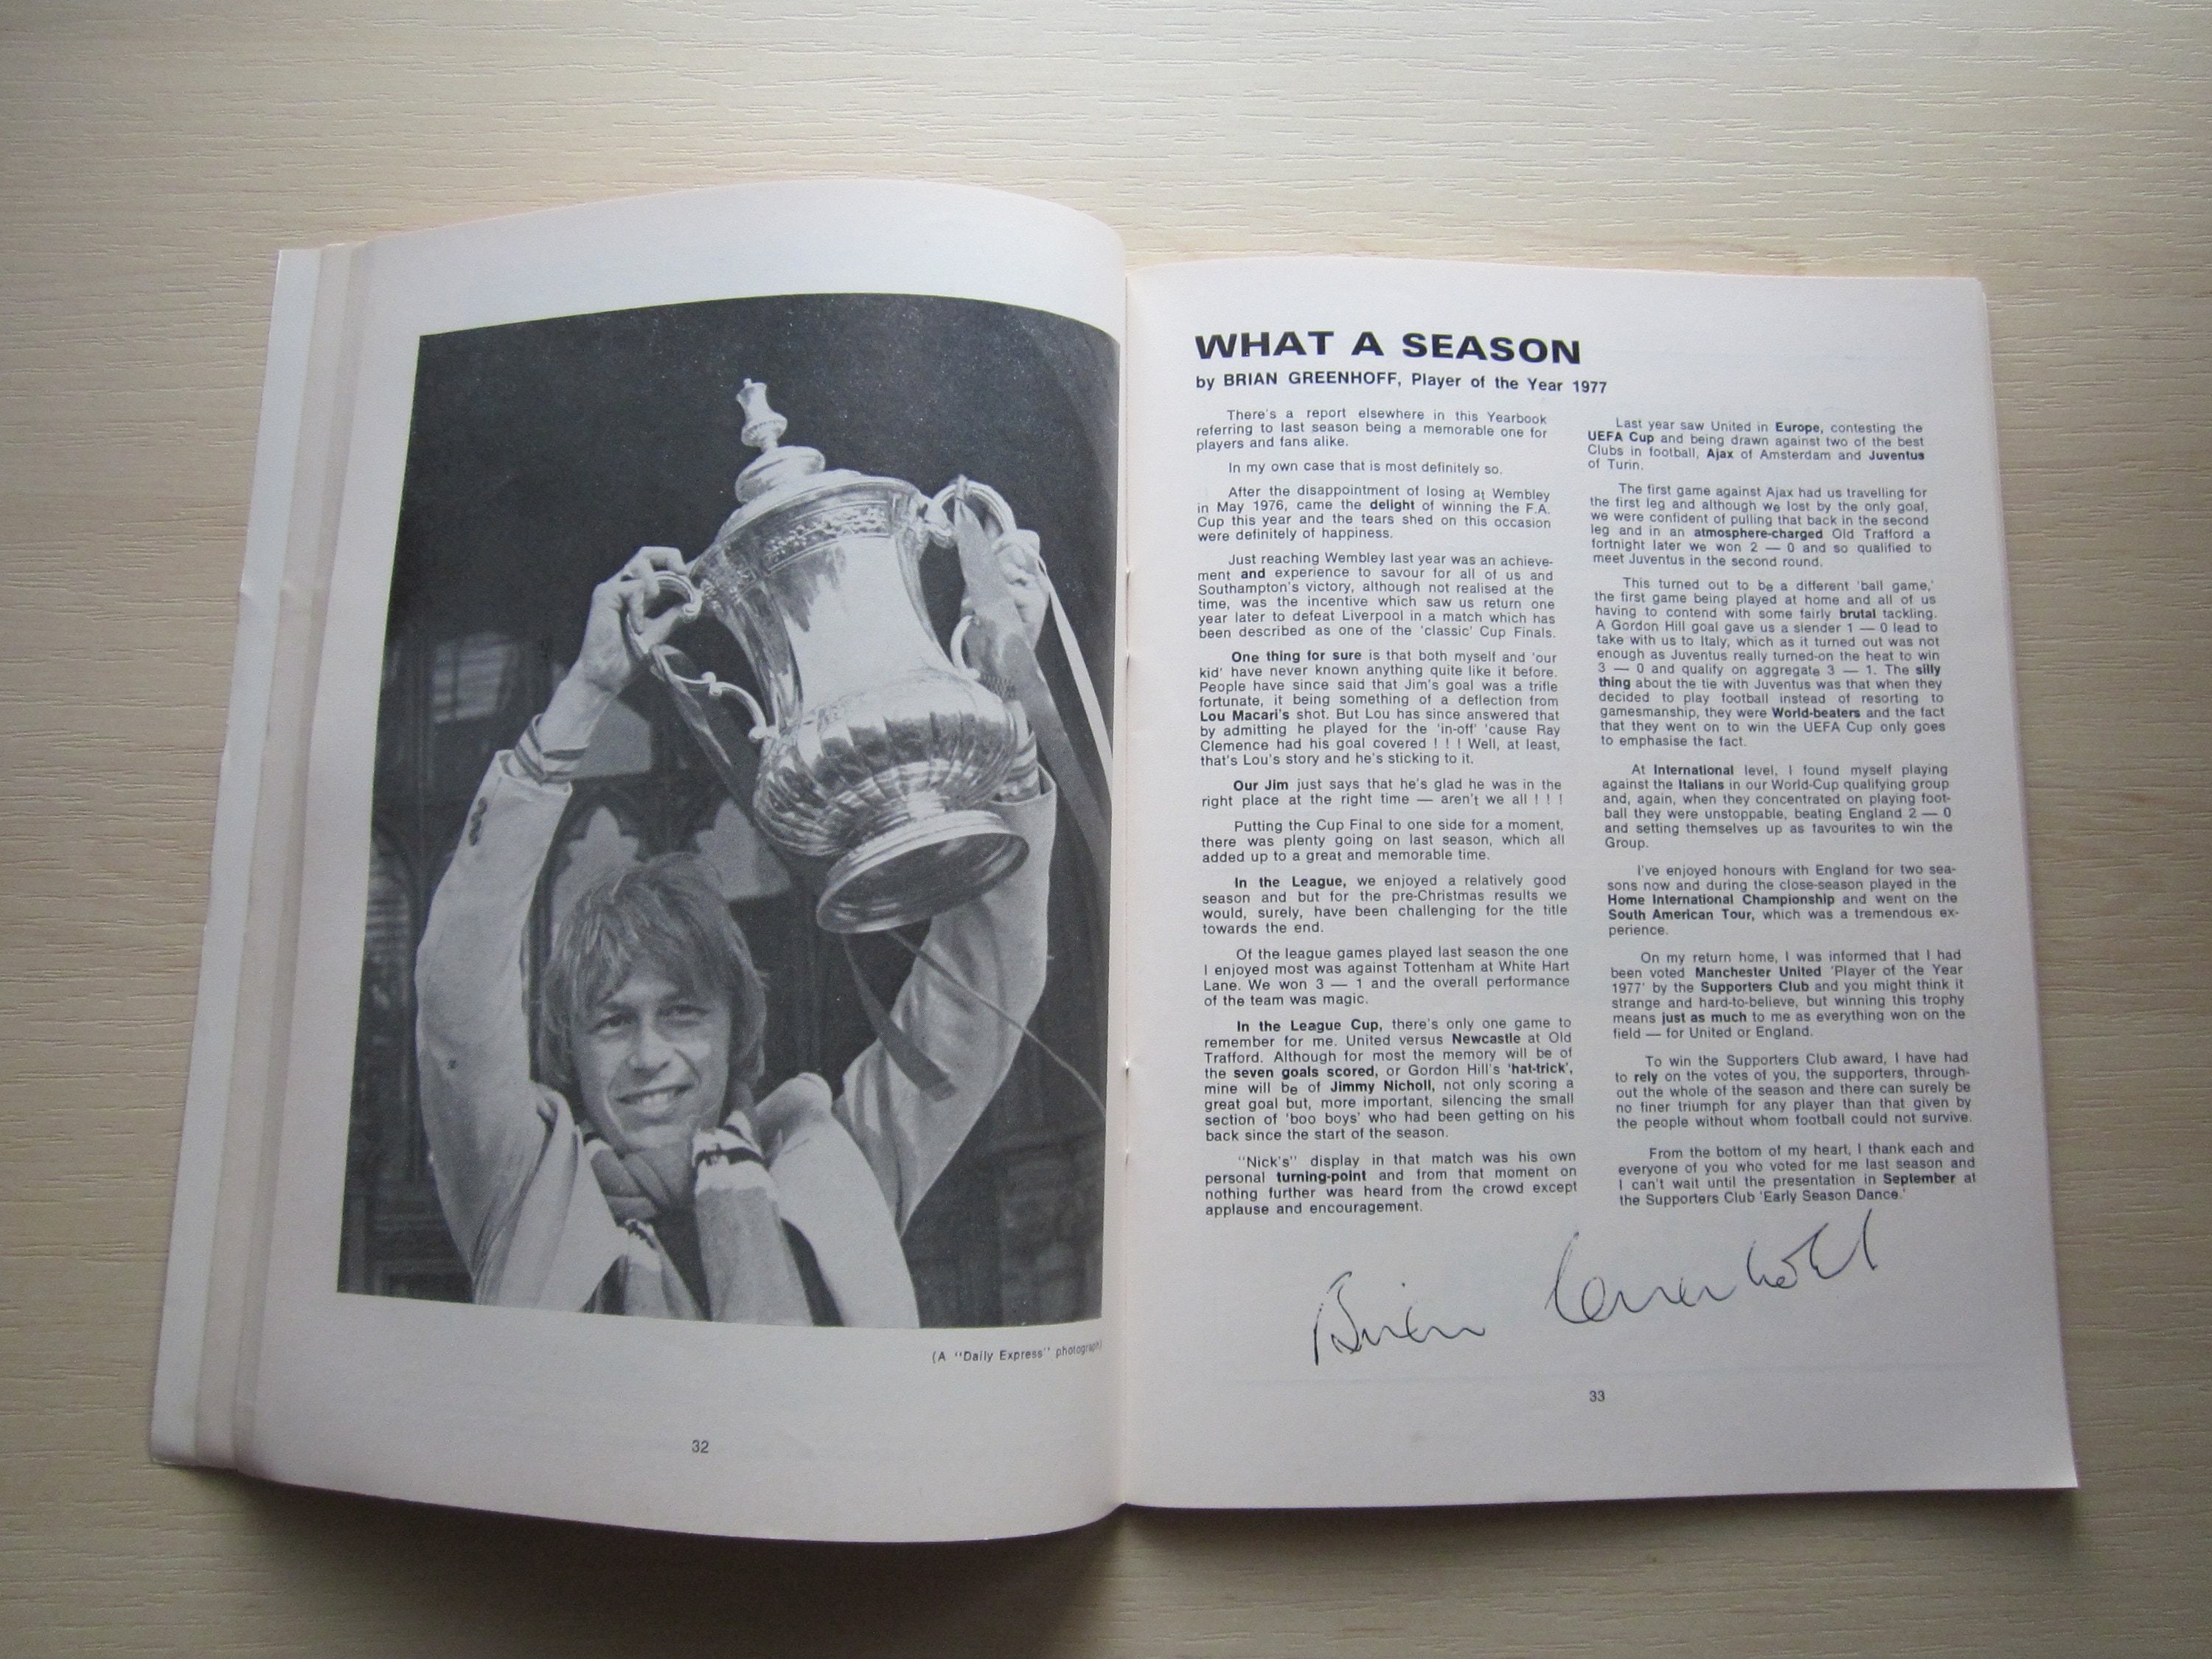 (A "Daily Express" photograph)
32
WHAT A SEASON
by BRIAN GREENHOFF, Player of the Year 1977
There's a report elsewhere in this Yearbook
referring to last season being a memorable one for
players and fans alike.
In my own case that is most definitely so.
After the disappointment of losing at Wembley
in May 1976, came the delight of winning the F.A.
Cup this year and the tears shed on this occasion
were definitely of happiness.
Just reaching Wembley last year was an achieve-
ment and experience to savour for all of us and
Southampton's victory, although not realised at the
time, was the incentive which saw us return one
year later to defeat Liverpool in a match which has
been described as one of the 'classic' Cup Finals.
One thing for sure is that both myself and 'our
kid' have never known anything quite like it before.
People have since said that Jim's goal was a trifle
fortunate, it being something of a deflection from
Lou Macari's shot. But Lou has since answered that
by admitting he played for the 'in-off' 'cause Ray
Clemence had his goal covered ! ! ! Well, at least,
that's Lou's story and he's sticking to it.
Our Jim just says that he's glad he was in the
right place at the right time — aren't we all ! ! !
Putting the Cup Final to one side for a moment,
there was plenty going on last season, which all
added up to a great and memorable time.
In the League, we enjoyed a relatively good
season and but for the pre-Christmas results we
would, surely, have been challenging for the title
towards the end.
Of the league games played last season the one
I enjoyed most was against Tottenham at White Hart
Lane. We won 3 — 1 and the overall performance
of the team was magic.
In the League Cup, there's only one game to
remember for me. United versus Newcastle at Old
Trafford. Although for most the memory will be of
the seven goals scored, or Gordon Hill's 'hat-trick',
mine will be of Jimmy Nicholl, not only scoring a
great goal but, more important, silencing the small
section of 'boo boys' who had been getting on his
back since the start of the season.
"Nick's" display in that match was his own
personal turning-point and from that moment on
nothing further was heard from the crowd except
applause and encouragement.
Last year saw United in Europe, contesting the
UEFA Cup and being drawn against two of the best
Clubs in football, Ajax of Amsterdam and Juventus
of Turin.
The first game against Ajax had us travelling for
the first leg and although we lost by the only goal,
we were confident of pulling that back in the second
leg and in an atmosphere-charged Old Trafford a
fortnight later we won 2 — 0 and so qualified to
meet Juventus in the second round.
This turned out to be a different 'ball game,'
the first game being played at home and all of us
having to contend with some fairly brutal tackling.
A Gordon Hill goal gave us a slender 1 — 0 lead to
take with us to Italy, which as it turned out was not
enough as Juventus really turned-on the heat to win
3 — 0 and qualify on aggregate 3 — 1. The silly
thing about the tie with Juventus was that when they
decided to play football instead of resorting to
gamesmanship, they were World-beaters and the fact
that they went on to win the UEFA Cup only goes
to emphasise the fact.
At International level, I found myself playing
against the Italians in our World-Cup qualifying group
and, again, when they concentrated on playing foot-
ball they were unstoppable, beating England 2 — 0
and setting themselves up as favourites to win the
Group.
I've enjoyed honours with England for two sea-
sons now and during the close-season played in the
Home International Championship and went on the
South American Tour, which was a tremendous ex-
perience.
On my return home, I was informed that I had
been voted Manchester United 'Player of the Year
1977' by the Supporters Club and you might think it
strange and hard-to-believe, but winning this trophy
means just as much to me as everything won on the
field — for United or England.
To win the Supporters Club award, I have had
to rely on the votes of you, the supporters, through-
out the whole of the season and there can surely be
no finer triumph for any player than that given by
the people without whom football could not survive.
From the bottom of my heart, I thank each and
everyone of you who voted for me last season and
I can't wait until the presentation in September at
the Supporters Club 'Early Season Dance.'
Brian Greenhoff
33